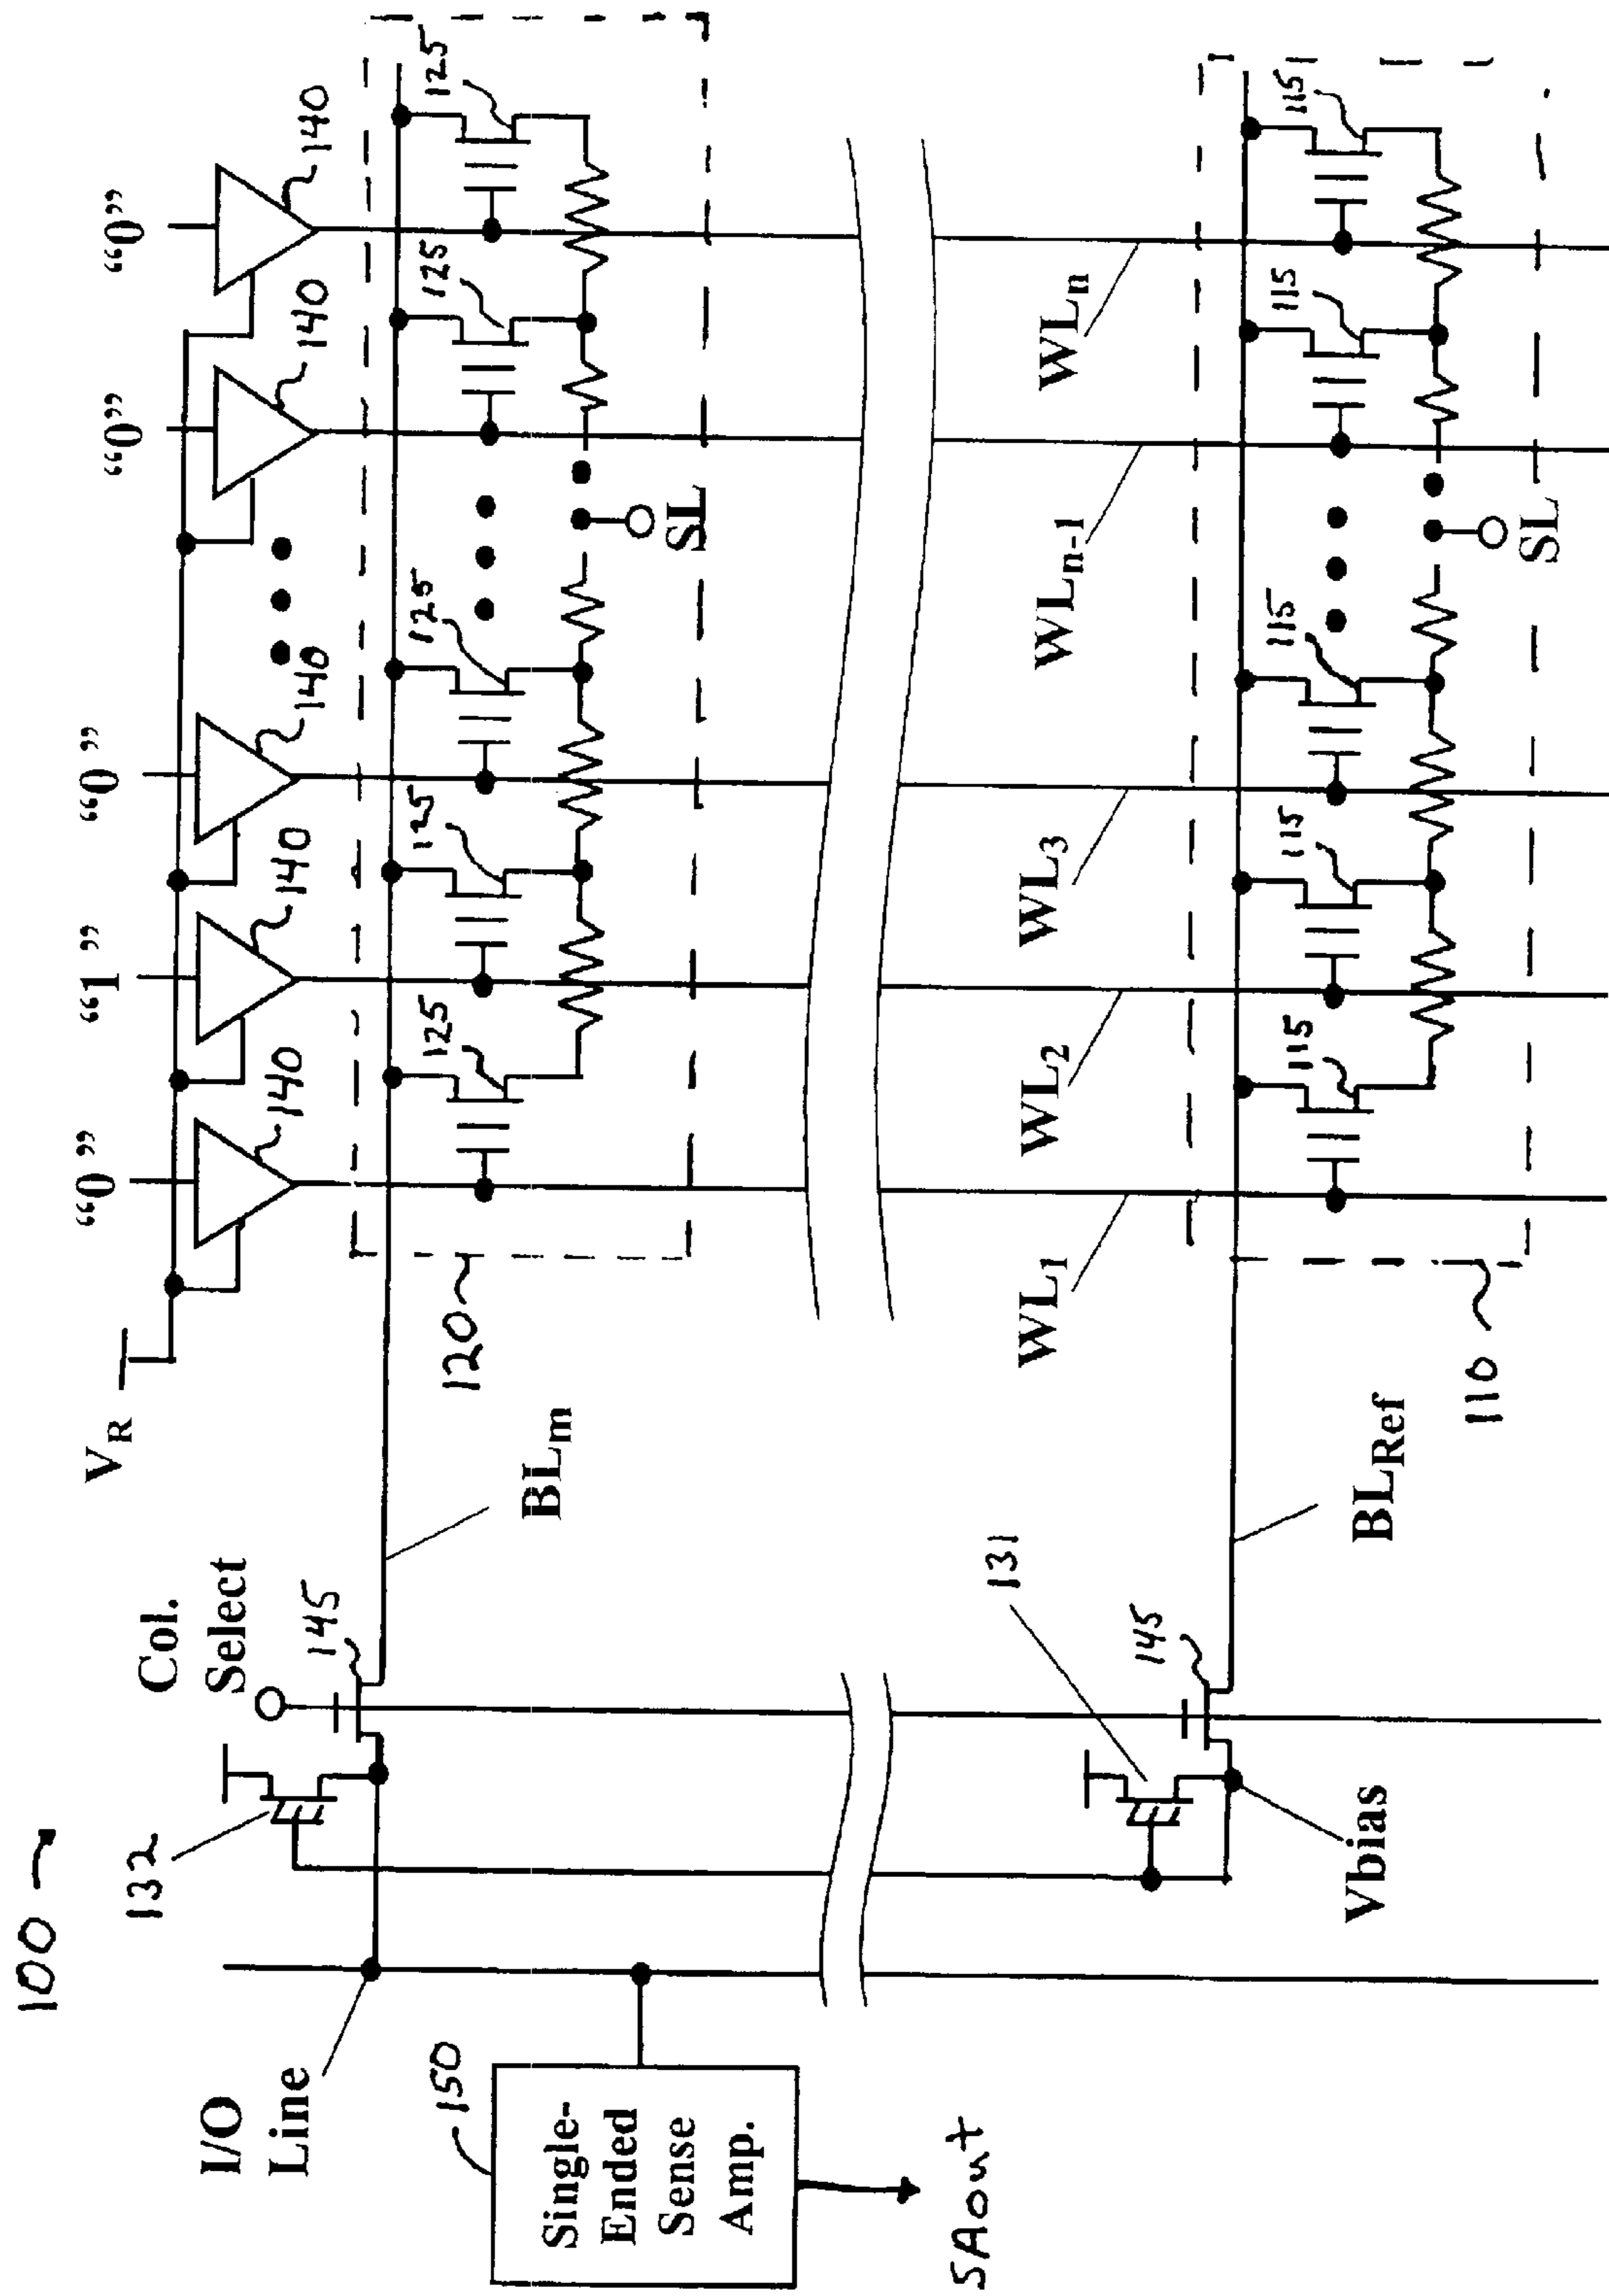 100
I/O
Line
132
Col.
Select
145
V_R
“0”
“1”
“0”
“0”
“0”
140
140
140
140
140
BL_m
120
125
125
125
125
125
SL
150
Single-
Ended
Sense
Amp.
SAout
WL_1
WL_2
WL_3
WL_n-1
WL_n
131
145
Vbias
BL_Ref
110
115
115
115
115
115
SL